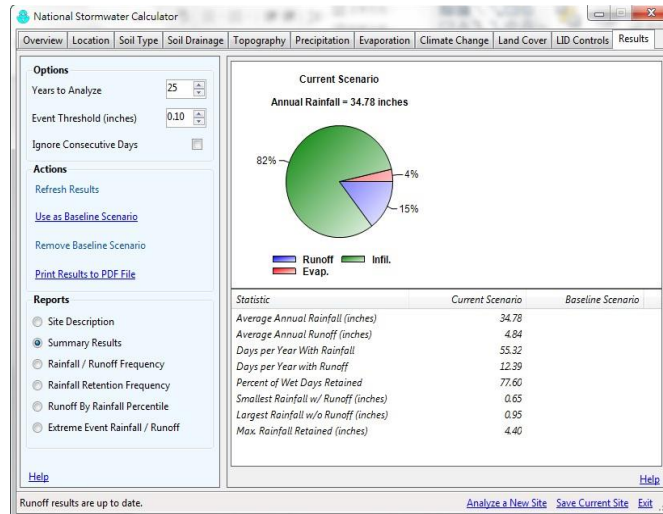 National Stormwater Calculator
Overview Location Soil Type Soil Drainage Topography Precipitation Evaporation Climate Change Land Cover LID Controls Results
Options
Years to Analyze 25
Event Threshold (inches) 0.10
Ignore Consecutive Days
Actions
Refresh Results
Use as Baseline Scenario
Remove Baseline Scenario
Print Results to PDF File
Reports
Site Description
Summary Results
Rainfall / Runoff Frequency
Rainfall Retention Frequency
Runoff By Rainfall Percentile
Extreme Event Rainfall / Runoff
Help
Current Scenario
Annual Rainfall = 34.78 inches
82%
4%
15%
Runoff Infil.
Evap.
Statistic Current Scenario Baseline Scenario
Average Annual Rainfall (inches) 34.78
Average Annual Runoff (inches) 4.84
Days per Year With Rainfall 55.32
Days per Year with Runoff 12.39
Percent of Wet Days Retained 77.60
Smallest Rainfall w/ Runoff (inches) 0.65
Largest Rainfall w/o Runoff (inches) 0.95
Max. Rainfall Retained (inches) 4.40
Help
Runoff results are up to date. Analyze a New Site Save Current Site Exit